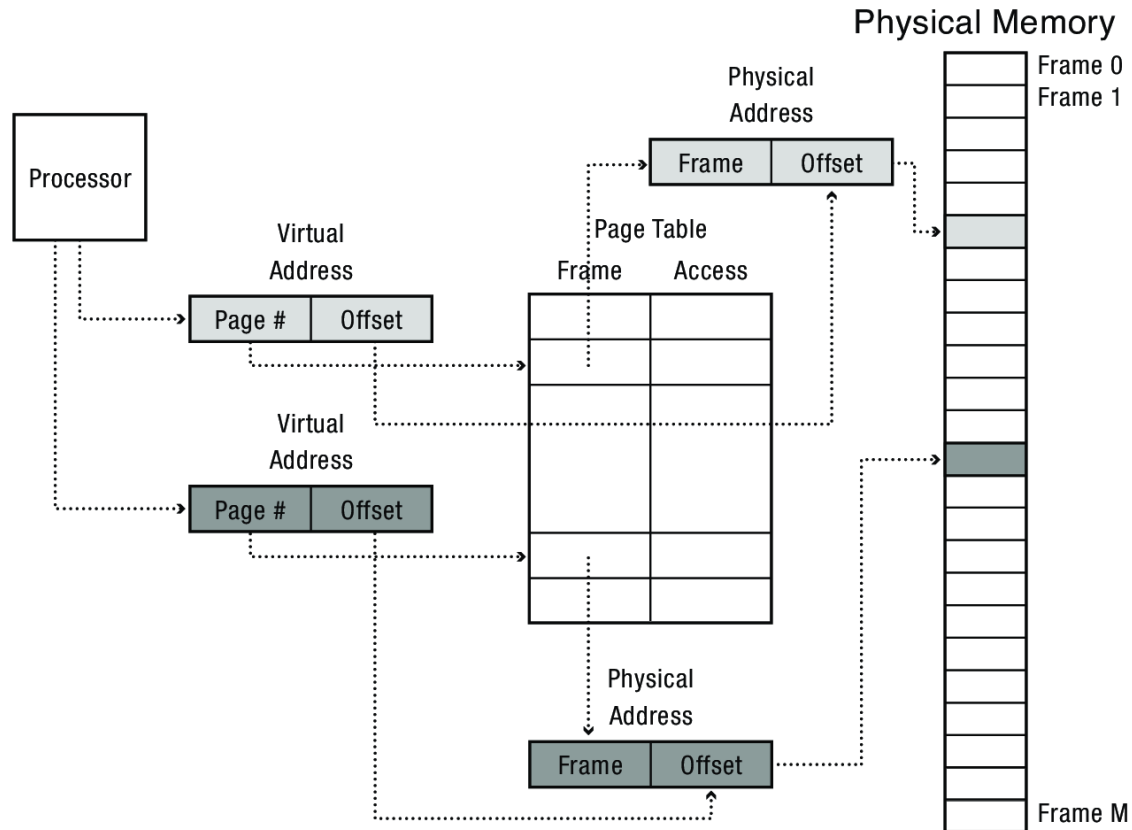 Physical Memory
Frame 0
Frame 1
Physical
Address
Frame Offset
Processor
Virtual
Address
Page # Offset
Page Table
Frame Access
Virtual
Address
Page # Offset
Physical
Address
Frame Offset
Frame M